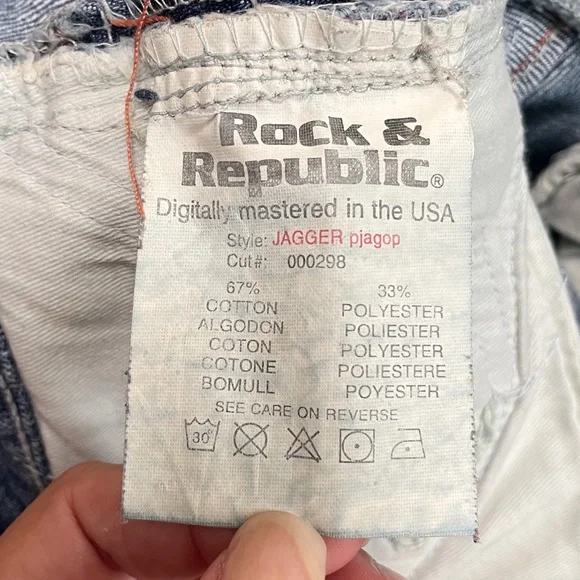 Rock &
Republic®
Digitally mastered in the USA
Style: JAGGER pjagop
Cut#: 000298
67% 33%
COTTON POLYESTER
ALGODON POLIESTER
COTON POLYESTER
COTONE POLIESTERE
BOMULL POYESTER
SEE CARE ON REVERSE
30°